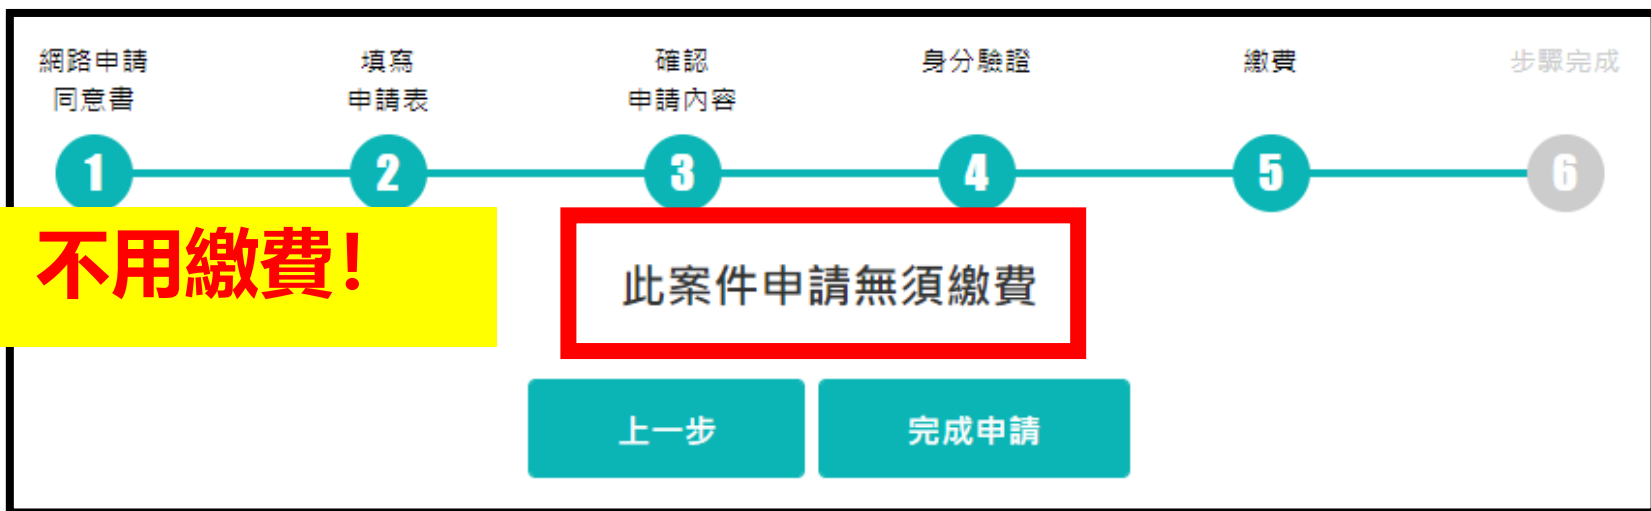 網路申請
同意書
填寫
申請表
確認
申請內容
身分驗證
繳費
步驟完成
1
2
3
4
5
6
不用繳費！
此案件申請無須繳費
上一步
完成申請